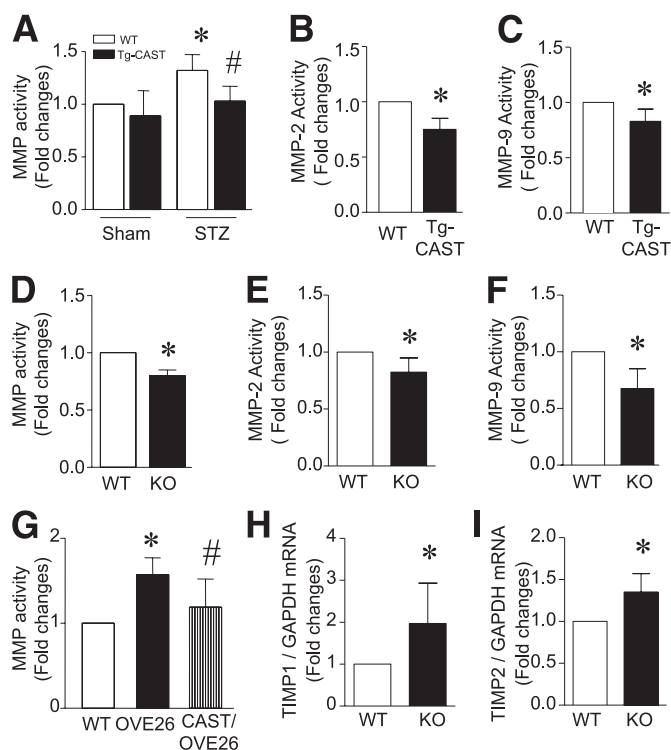 A
MMP activity
(Fold changes)
1.5
1.0
0.5
0.0
WT
Tg-CAST
*
#
Sham
STZ
B
MMP-2 Activity
( Fold changes)
1.5
1.0
0.5
0.0
*
WT
Tg-
CAST
C
MMP-9 Activity
( Fold changes)
1.5
1.0
0.5
0.0
*
WT
Tg-
CAST
D
MMP activity
(Fold changes)
1.5
1.0
0.5
0.0
*
WT
KO
E
MMP-2 Activity
( Fold changes)
1.5
1.0
0.5
0.0
*
WT
KO
F
MMP-9 Activity
( Fold changes)
1.5
1.0
0.5
0.0
*
WT
KO
G
MMP activity
(Fold changes)
2
1
0
*
#
WT
OVE26
CAST/
OVE26
H
TIMP1 / GAPDH mRNA
(Fold changes)
4
3
2
1
0
*
WT
KO
I
TIMP2 / GAPDH mRNA
(Fold changes)
2.0
1.5
1.0
0.5
0.0
*
WT
KO